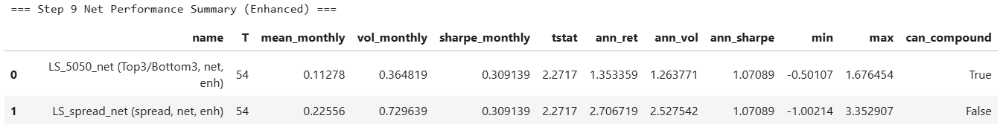 === Step 9 Net Performance Summary (Enhanced) ===
name T mean_monthly vol_monthly sharpe_monthly tstat ann_ret ann_vol ann_sharpe min max can_compound
0 LS_5050_net (Top3/Bottom3, net, enh) 54 0.11278 0.364819 0.309139 2.2717 1.353359 1.263771 1.07089 -0.50107 1.676454 True
1 LS_spread_net (spread, net, enh) 54 0.22556 0.729639 0.309139 2.2717 2.706719 2.527542 1.07089 -1.00214 3.352907 False